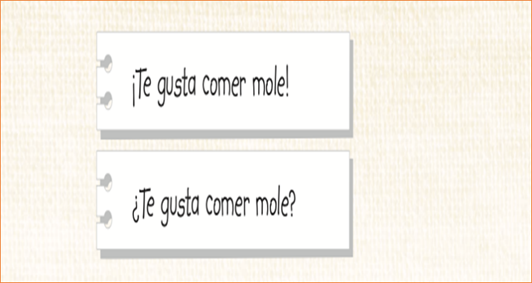 ¡Te gusta comer mole!
¿Te gusta comer mole?